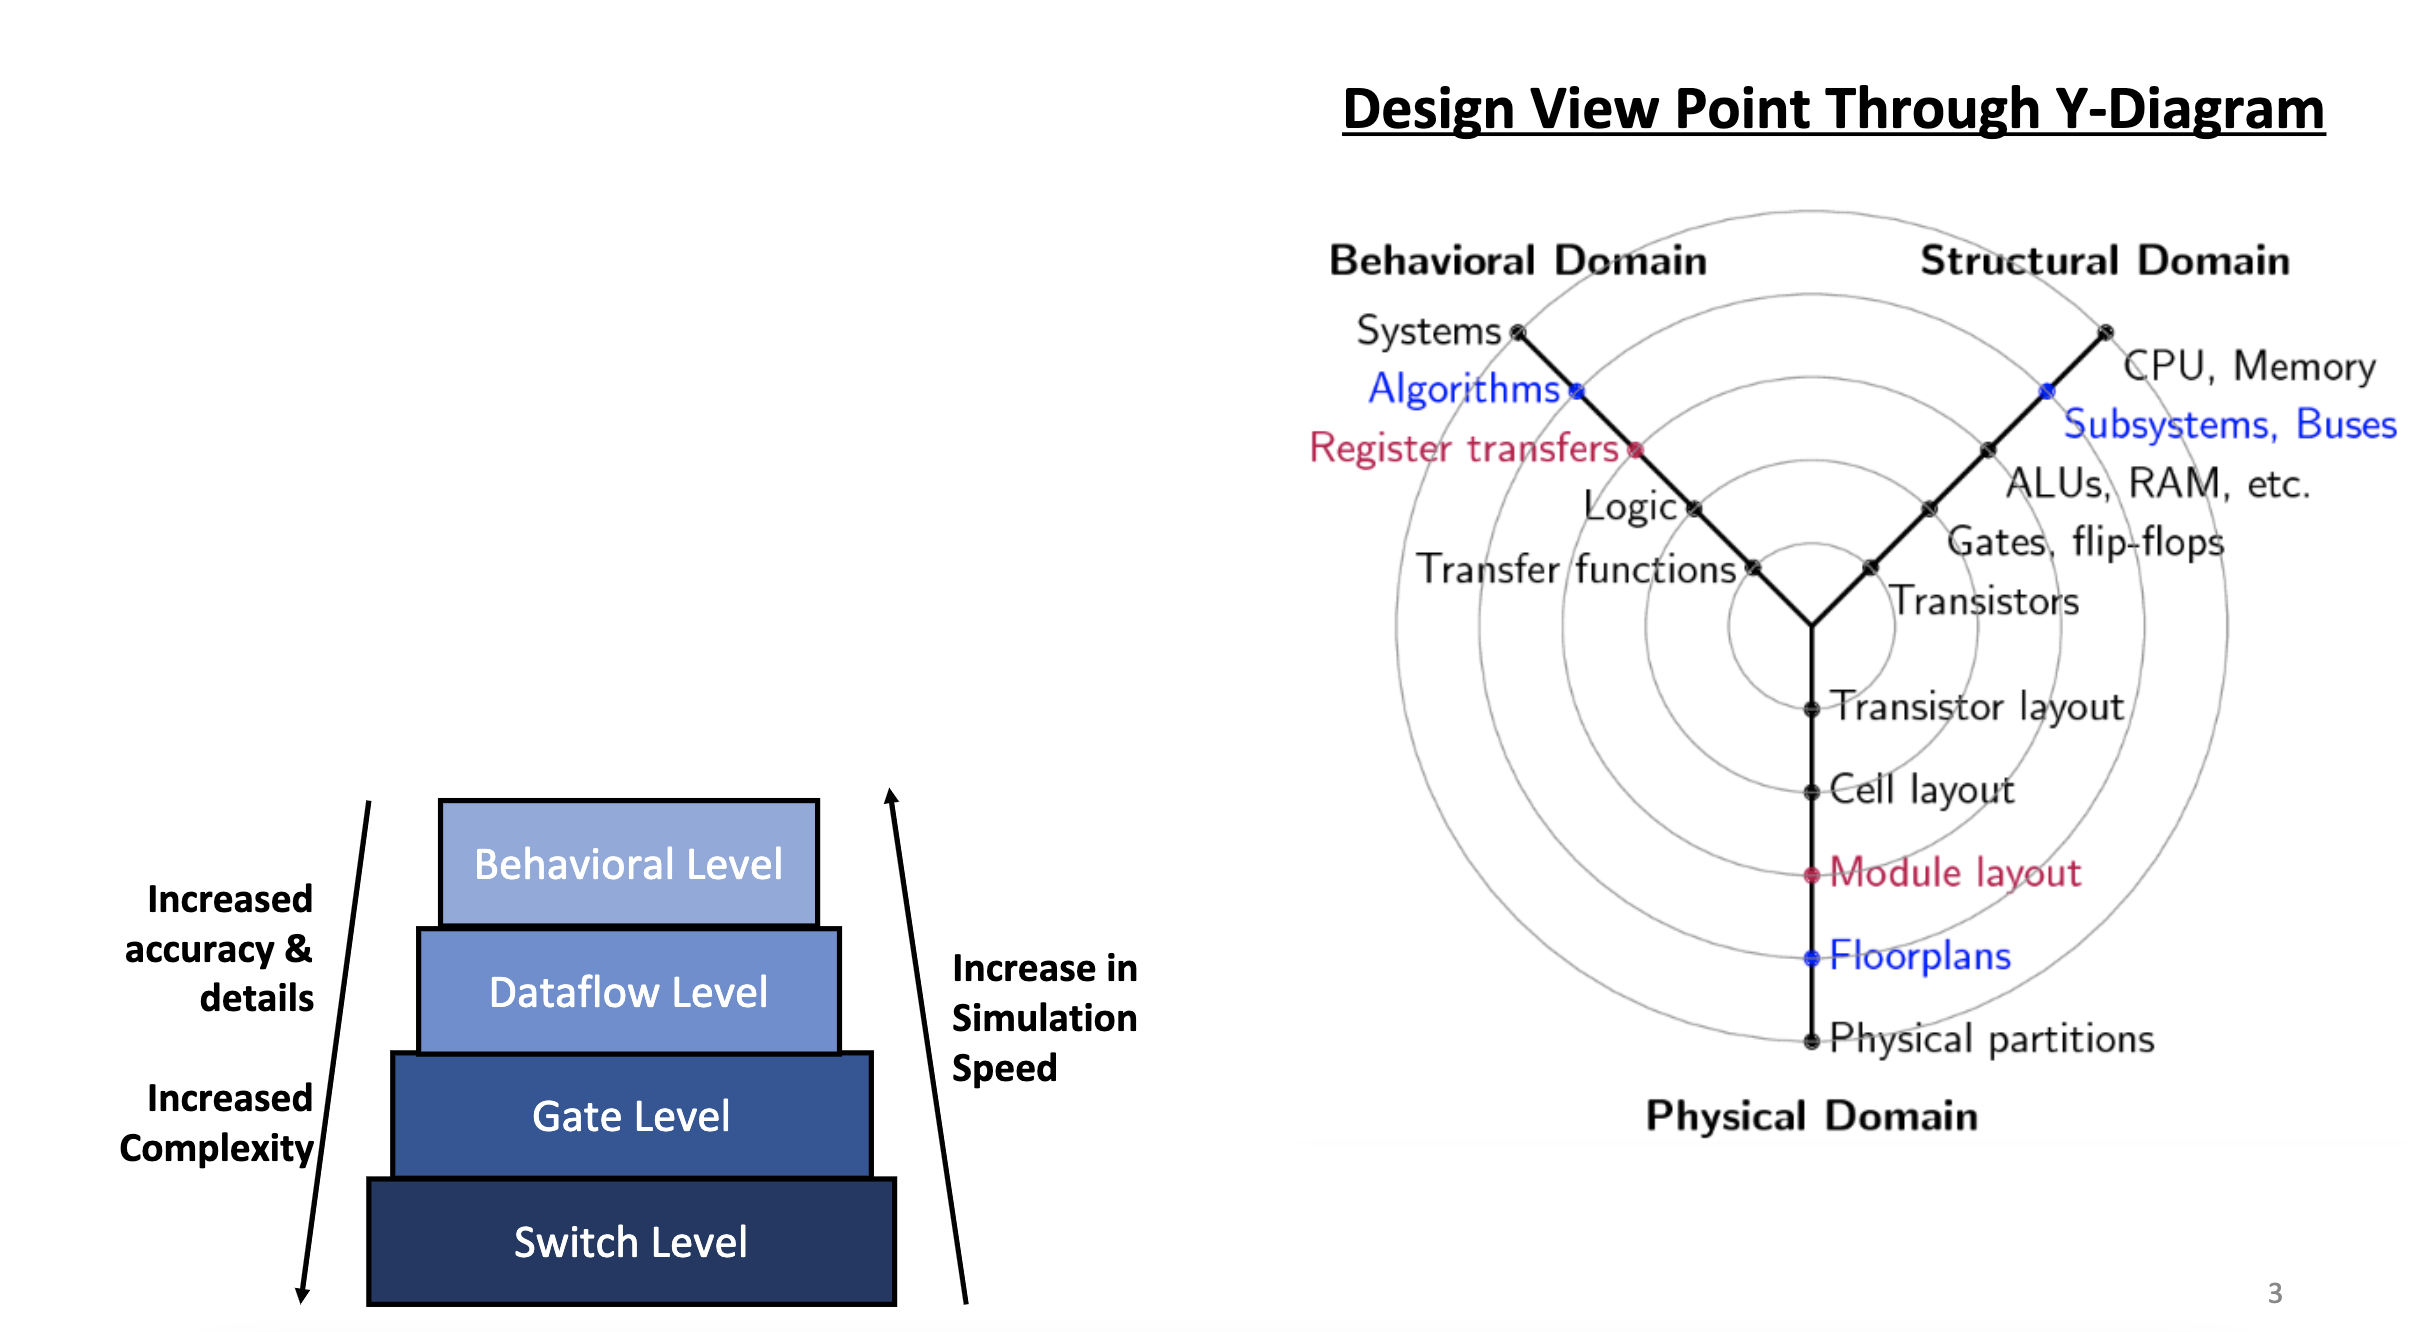 Design View Point Through Y-Diagram
Behavioral Domain
Structural Domain
Systems
Algorithms
Register transfers
Logic
Transfer functions
CPU, Memory
Subsystems, Buses
ALUs, RAM, etc.
Gates, flip-flops
Transistors
Transistor layout
Cell layout
Module layout
Floorplans
Physical partitions
Physical Domain
Increased
accuracy &
details
Increased
Complexity
Behavioral Level
Dataflow Level
Gate Level
Switch Level
Increase in
Simulation
Speed
3